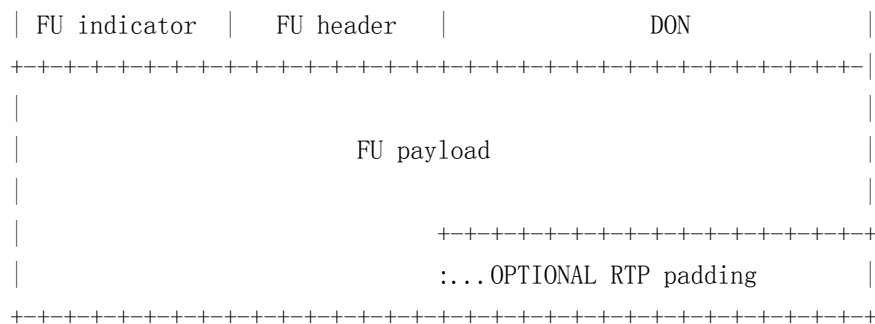 | FU indicator | FU header | DON |
+-+-+-+-+-+-+-+-+-+-+-+-+-+-+-+-+-+-+-+-+-+-+-+-+-+-+-+-+-+-+-+-|
| |
| FU payload |
| |
| +-+-+-+-+-+-+-+-+-+-+-+-+-+-+-+-+
| :...OPTIONAL RTP padding |
+-+-+-+-+-+-+-+-+-+-+-+-+-+-+-+-+-+-+-+-+-+-+-+-+-+-+-+-+-+-+-+-+